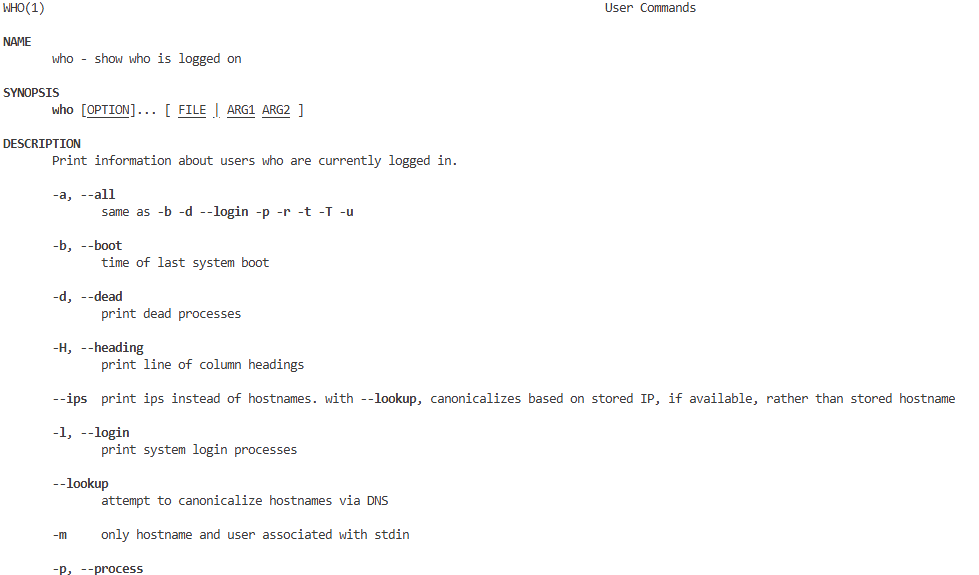 WHO(1) User Commands
NAME
who - show who is logged on
SYNOPSIS
who [OPTION]... [ FILE | ARG1 ARG2 ]
DESCRIPTION
Print information about users who are currently logged in.
-a, --all
same as -b -d --login -p -r -t -T -u
-b, --boot
time of last system boot
-d, --dead
print dead processes
-H, --heading
print line of column headings
--ips print ips instead of hostnames. with --lookup, canonicalizes based on stored IP, if available, rather than stored hostname
-l, --login
print system login processes
--lookup
attempt to canonicalize hostnames via DNS
-m only hostname and user associated with stdin
-p, --process